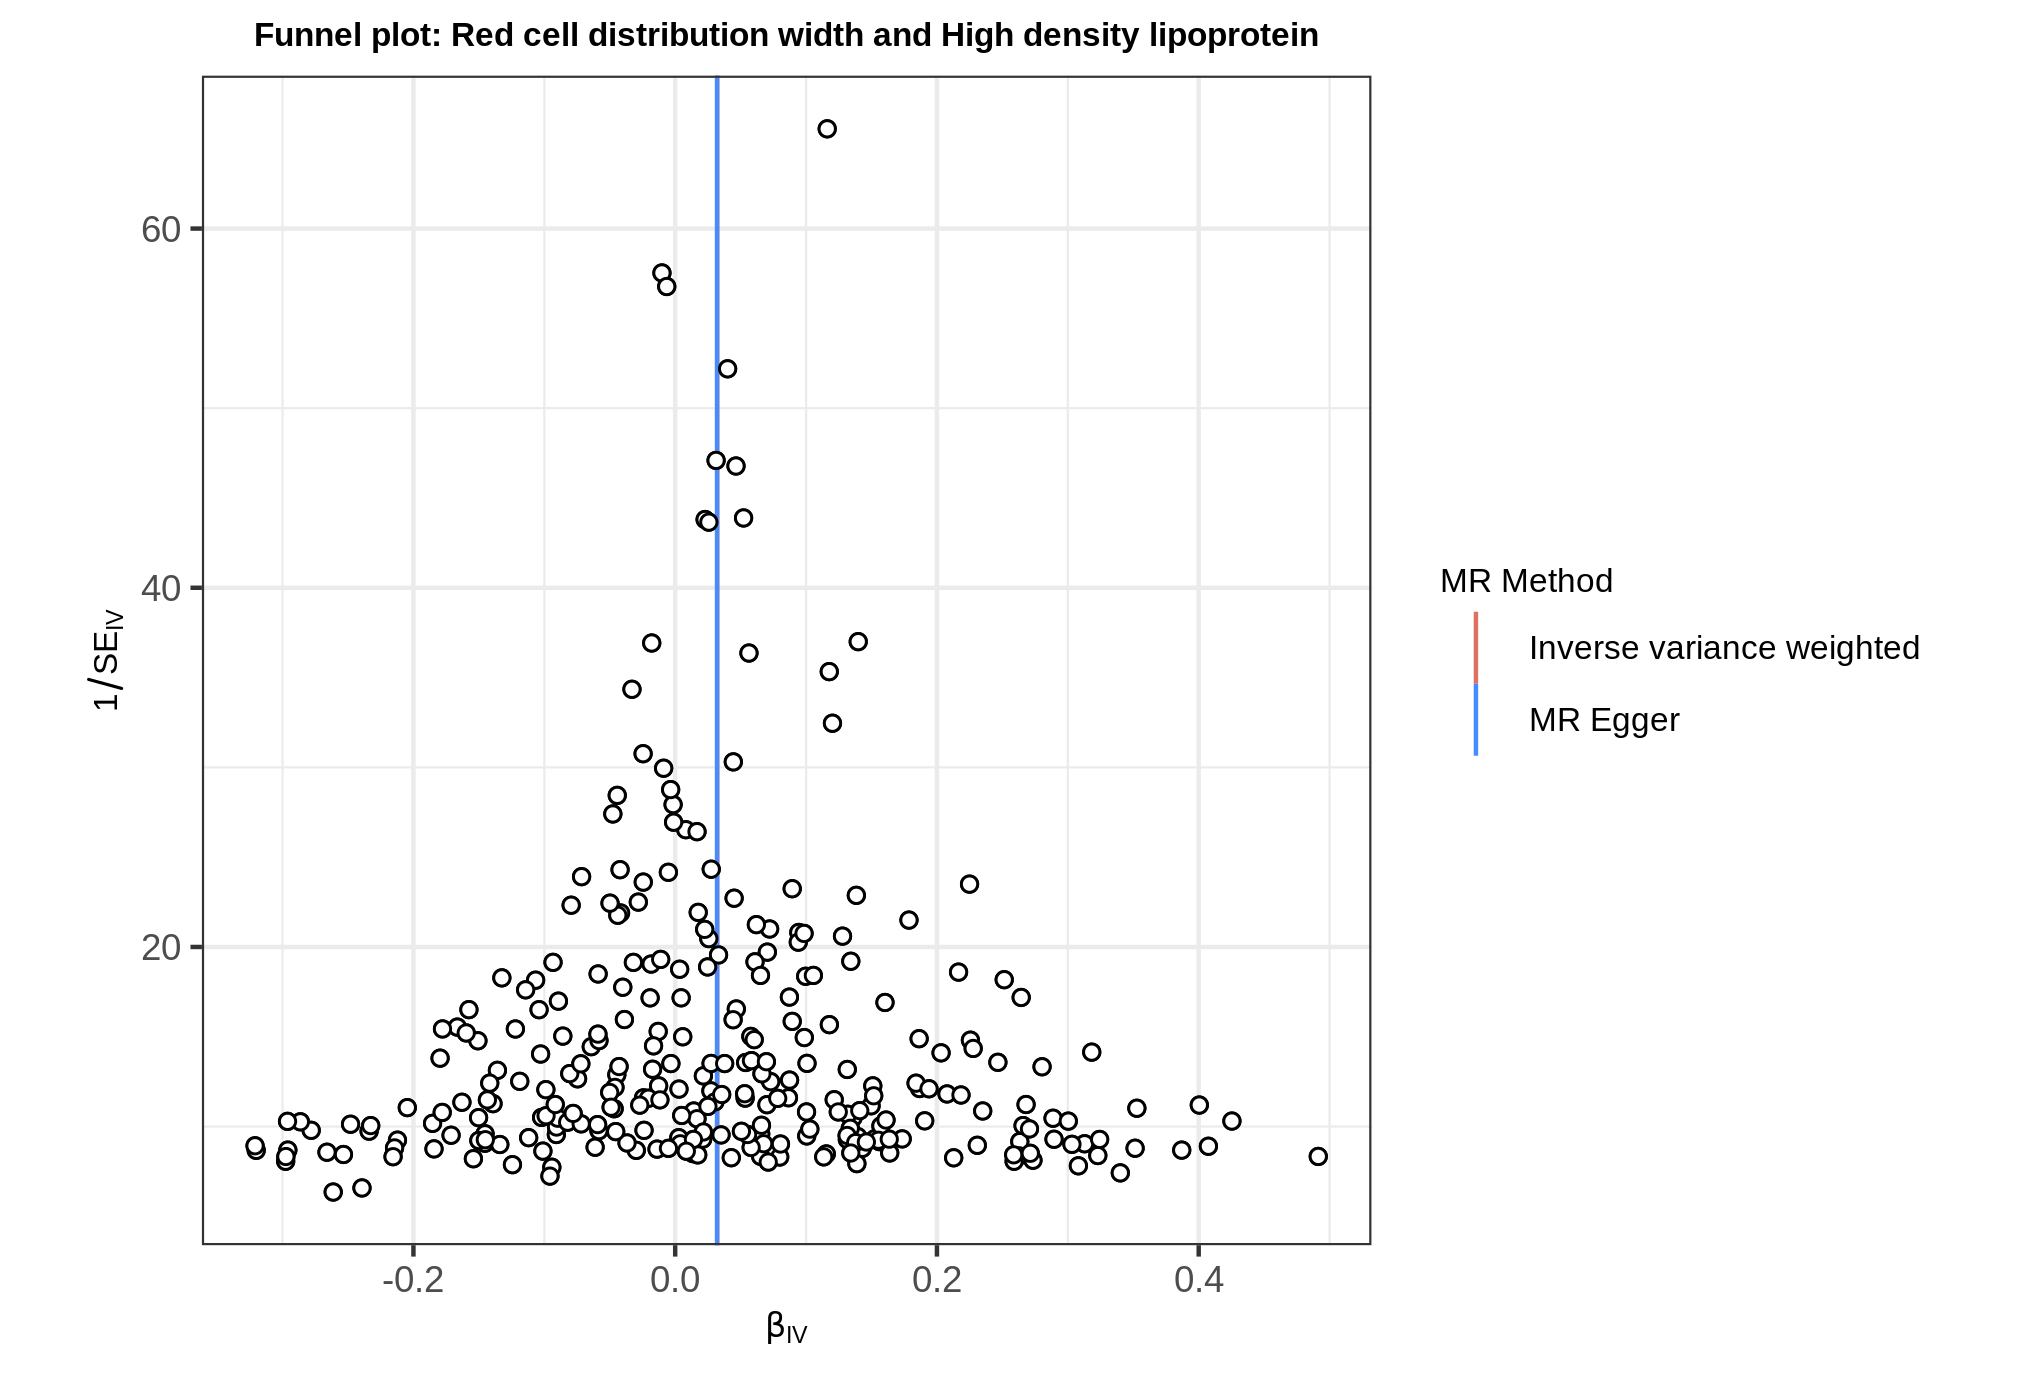 Funnel plot: Red cell distribution width and High density lipoprotein
60
40
20
1/SEIV
-0.2
0.0
0.2
0.4
βIV
MR Method
Inverse variance weighted
MR Egger